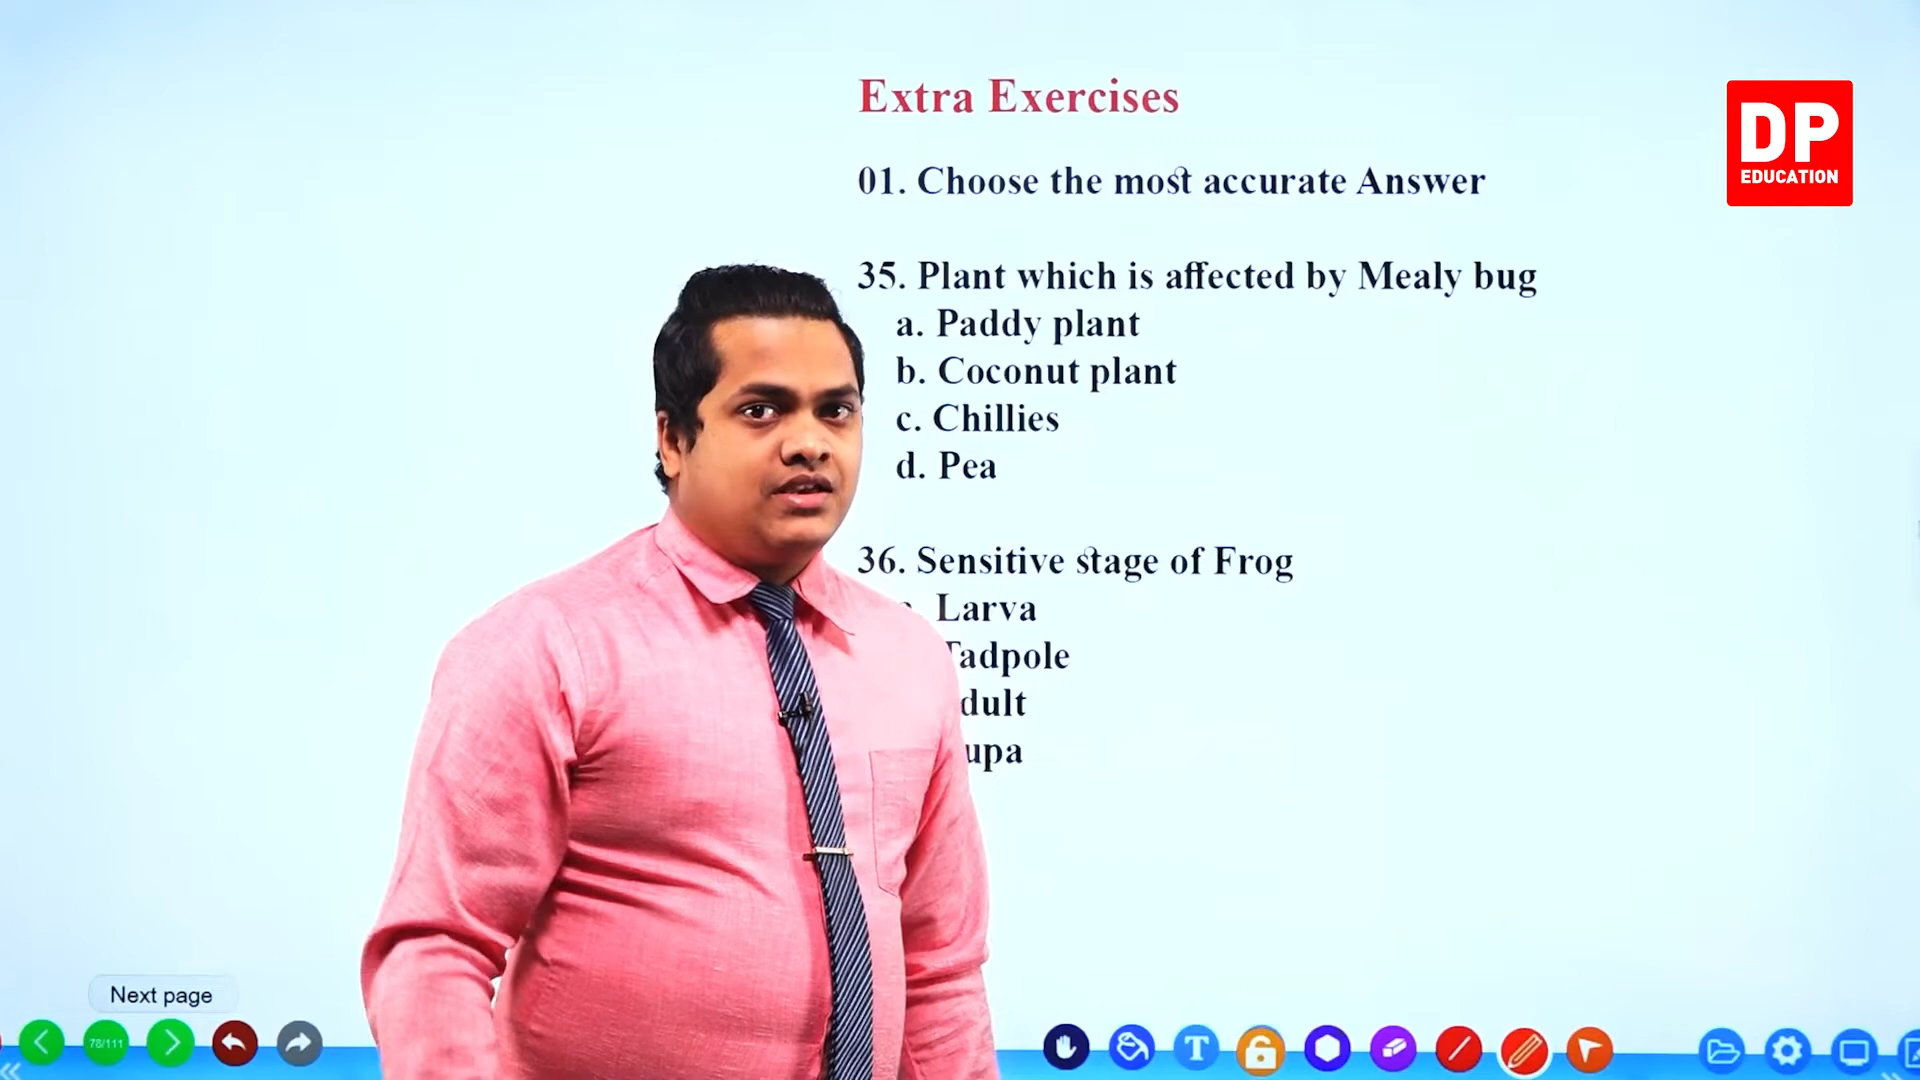 Extra Exercises
DP
EDUCATION
01. Choose the most accurate Answer
35. Plant which is affected by Mealy bug
a. Paddy plant
b. Coconut plant
c. Chillies
d. Pea
36. Sensitive stage of Frog
Larva
Tadpole
dult
upa
Next page
78/111
T